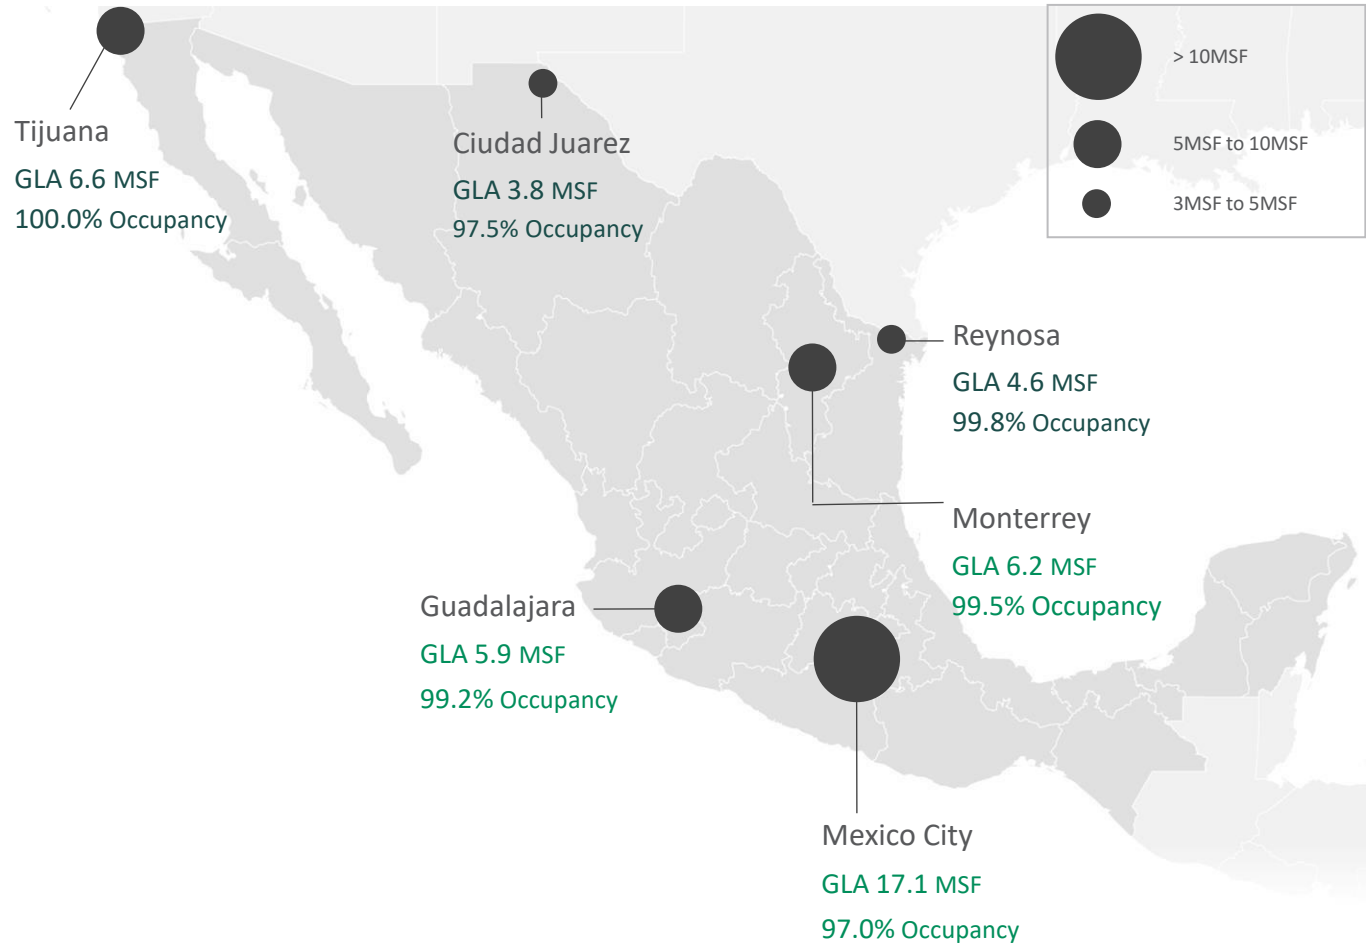 Tijuana
GLA 6.6 MSF
100.0% Occupancy
Ciudad Juarez
GLA 3.8 MSF
97.5% Occupancy
> 10MSF
5MSF to 10MSF
3MSF to 5MSF
Reynosa
GLA 4.6 MSF
99.8% Occupancy
Monterrey
GLA 6.2 MSF
99.5% Occupancy
Guadalajara
GLA 5.9 MSF
99.2% Occupancy
Mexico City
GLA 17.1 MSF
97.0% Occupancy